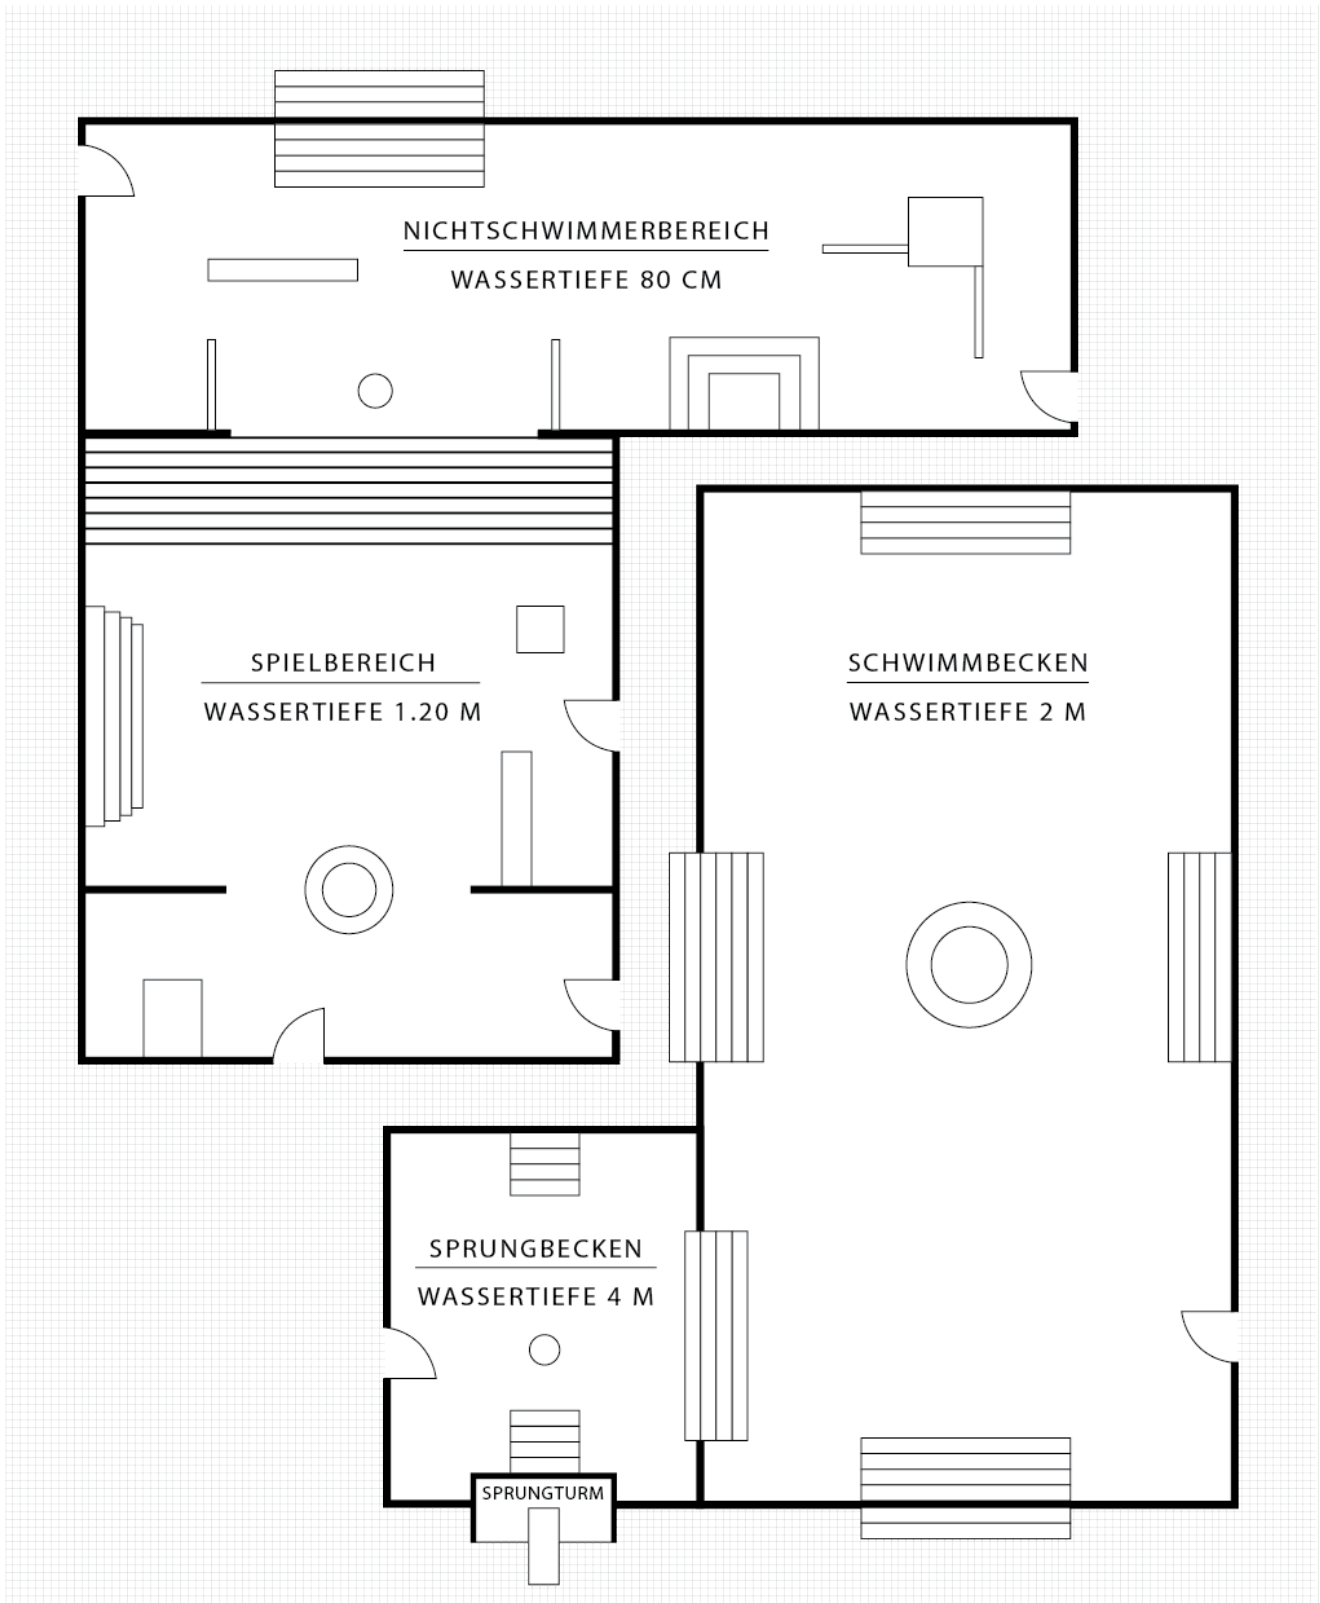 NICHTSCHWIMMERBEREICH
WASSERTIEFE 80 CM
SPIELBEREICH
WASSERTIEFE 1.20 M
SCHWIMMBECKEN
WASSERTIEFE 2 M
SPRUNGBECKEN
WASSERTIEFE 4 M
SPRUNGTURM